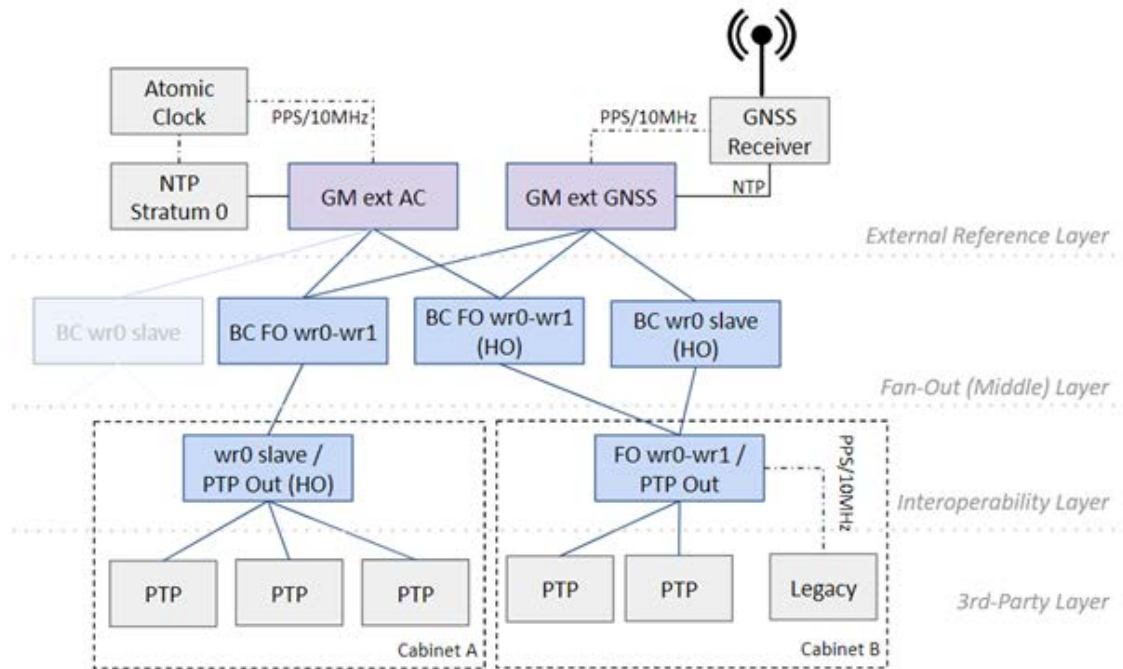 Atomic
Clock
PPS/10MHz
PPS/10MHz
GNSS
Receiver
NTP
Stratum 0
GM ext AC
GM ext GNSS
NTP
External Reference Layer
BC wr0 slave
BC FO wr0-wr1
BC FO wr0-wr1
(HO)
BC wr0 slave
(HO)
Fan-Out (Middle) Layer
wr0 slave /
PTP Out (HO)
FO wr0-wr1 /
PTP Out
PPS/10MHz
Interoperability Layer
PTP
PTP
PTP
PTP
PTP
Legacy
3rd-Party Layer
Cabinet A
Cabinet B